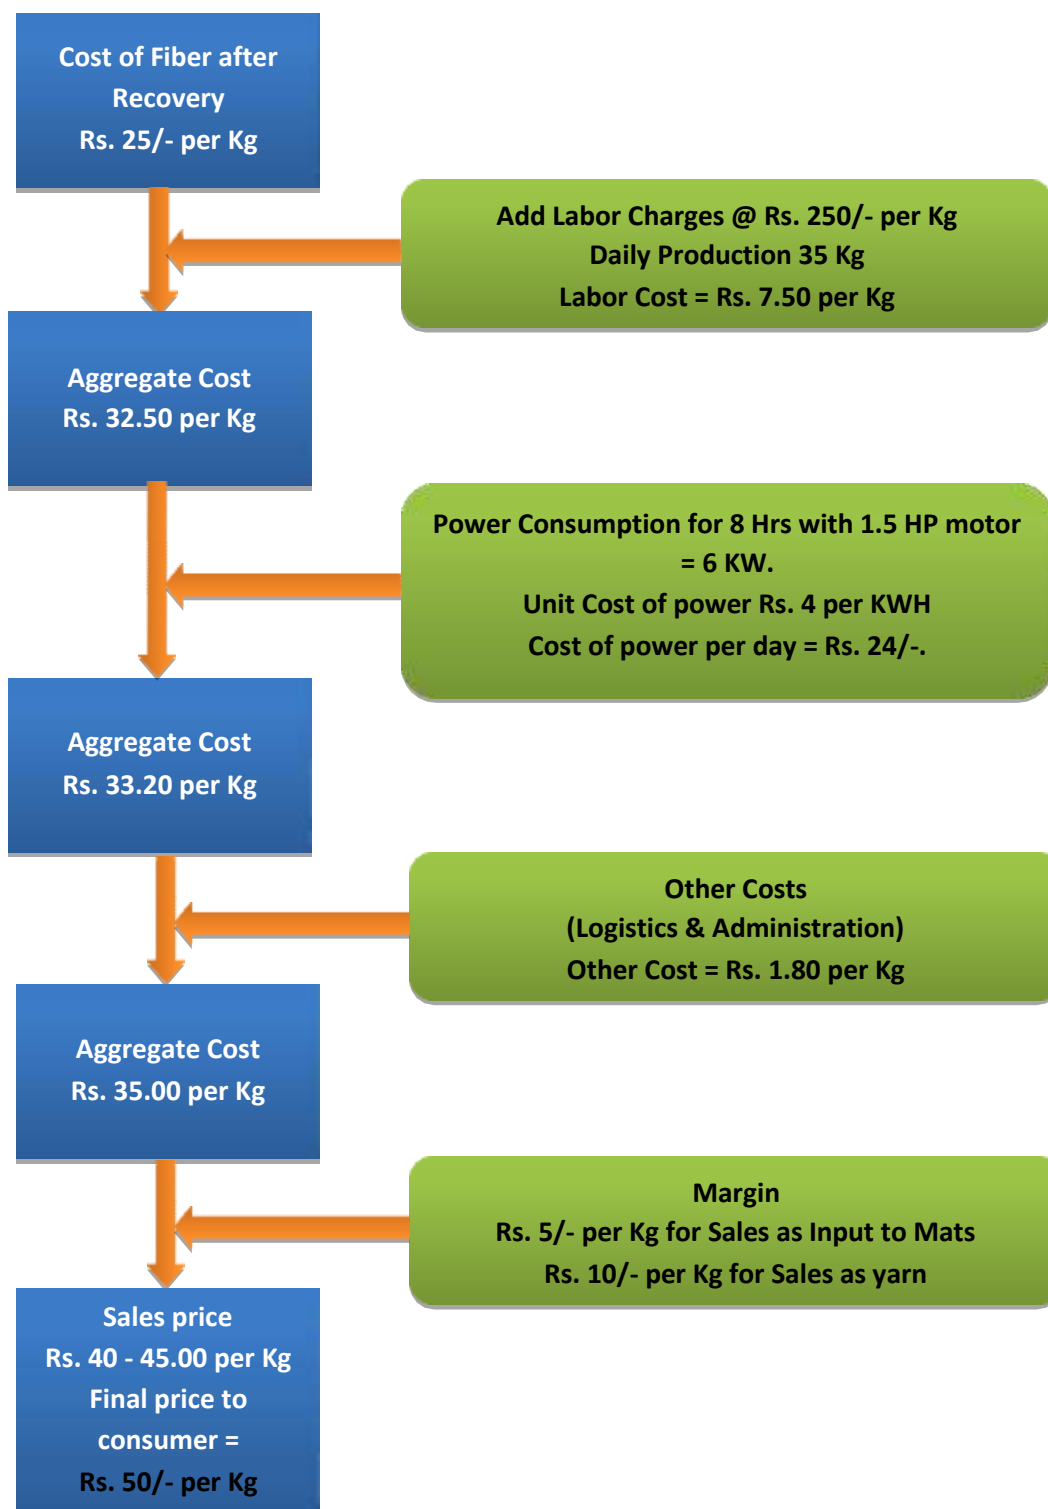 Cost of Fiber after
Recovery
Rs. 25/- per Kg
Add Labor Charges @ Rs. 250/- per Kg
Daily Production 35 Kg
Labor Cost = Rs. 7.50 per Kg
Aggregate Cost
Rs. 32.50 per Kg
Power Consumption for 8 Hrs with 1.5 HP motor
= 6 KW.
Unit Cost of power Rs. 4 per KWH
Cost of power per day = Rs. 24/-.
Aggregate Cost
Rs. 33.20 per Kg
Other Costs
(Logistics & Administration)
Other Cost = Rs. 1.80 per Kg
Aggregate Cost
Rs. 35.00 per Kg
Margin
Rs. 5/- per Kg for Sales as Input to Mats
Rs. 10/- per Kg for Sales as yarn
Sales price
Rs. 40 - 45.00 per Kg
Final price to
consumer =
Rs. 50/- per Kg